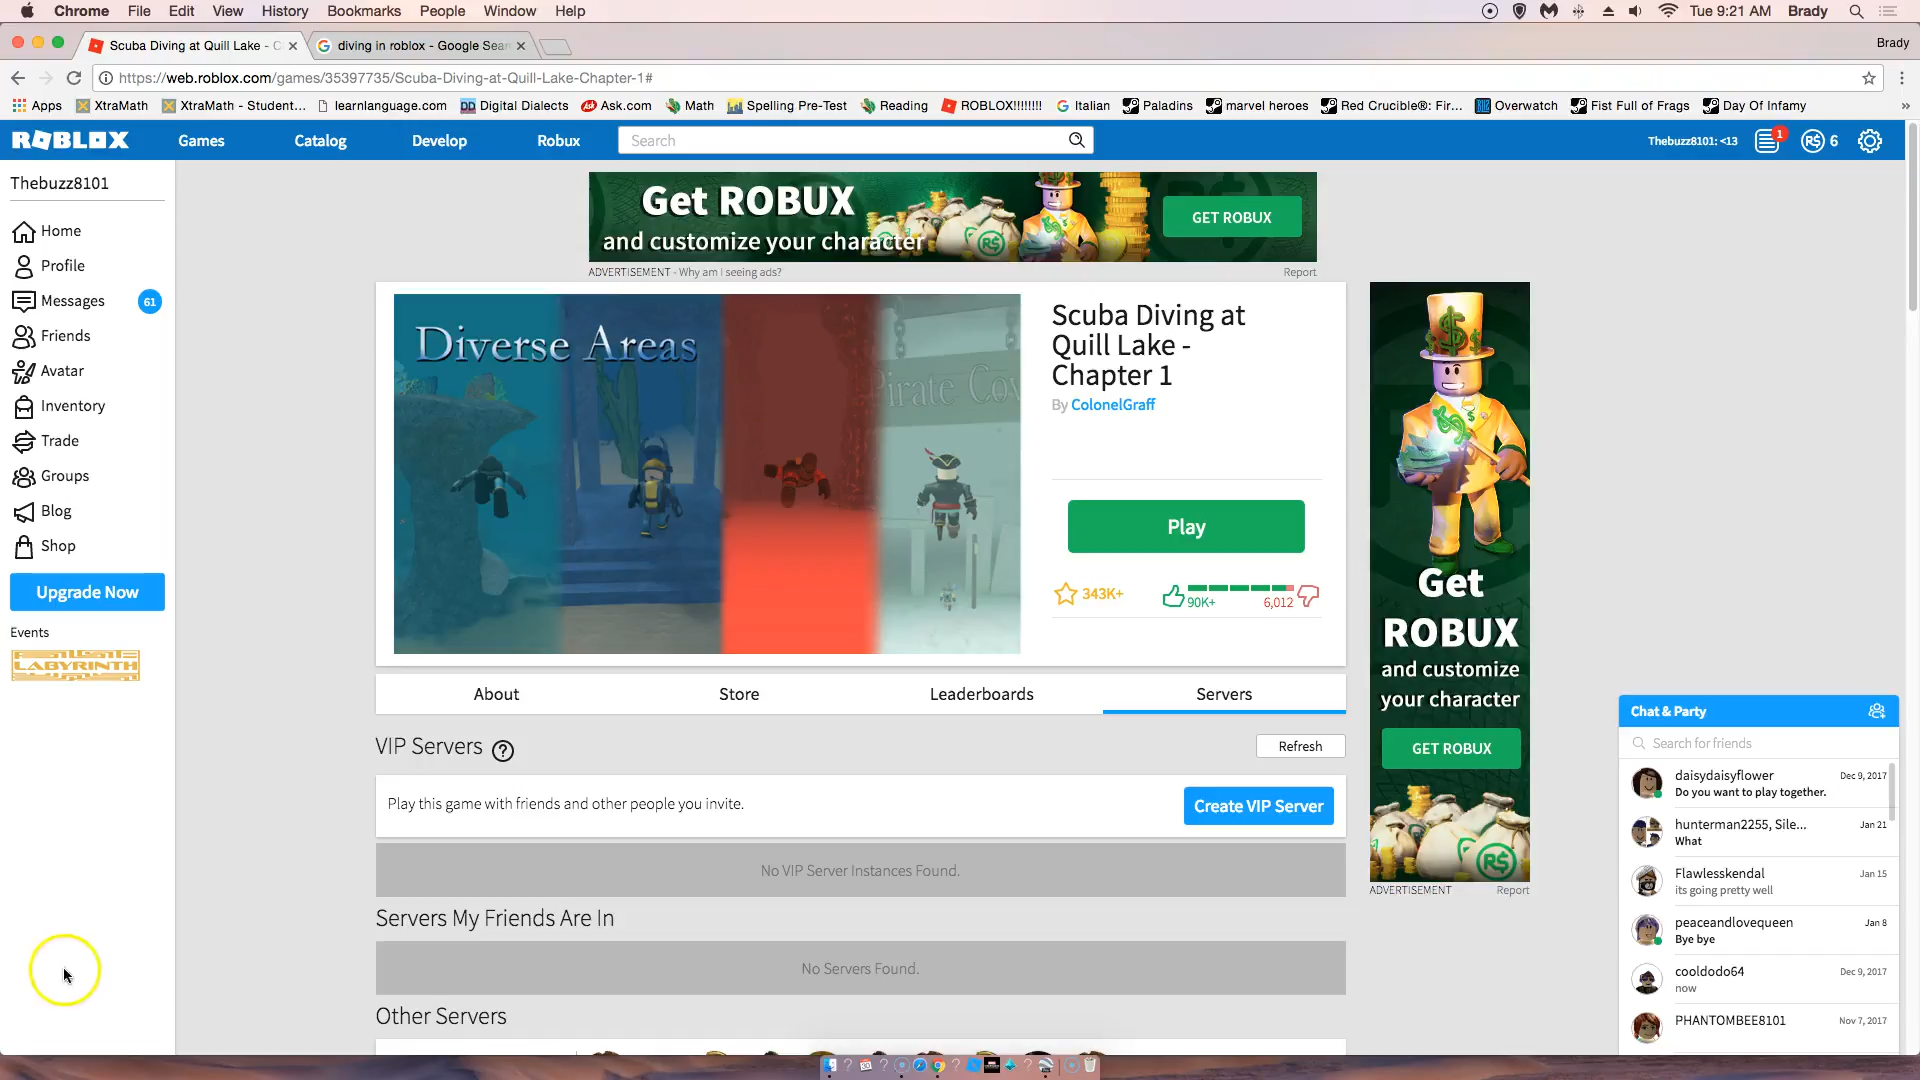 Chrome File Edit View History Bookmarks People Window Help Tue 9:21 AM Brady
Scuba Diving at Quill Lake - C diving in roblox - Google Sear Brady
https://web.roblox.com/games/35397735/Scuba-Diving-at-Quill-Lake-Chapter-1#
Apps XtraMath XtraMath - Student... learnlanguage.com DD Digital Dialects Ask Ask.com Math Spelling Pre-Test Reading ROBLOX!!!!!!!! Italian Paladins marvel heroes Red Crucible®: Fir... Overwatch Fist Full of Frags Day Of Infamy »
ROBLOX Games Catalog Develop Robux Search Thebuzz8101: <13 1 R$ 6
Thebuzz8101
Home
Profile
Messages 61
Friends
Avatar
Inventory
Trade
Groups
Blog
Shop
Upgrade Now
Events
LABYRINTH
Get ROBUX
and customize your character
GET ROBUX
ADVERTISEMENT - Why am I seeing ads? Report
Diverse Areas
Pirate Cov
Scuba Diving at
Quill Lake -
Chapter 1
By ColonelGraff
Play
343K+ 90K+ 6,012
About Store Leaderboards Servers
VIP Servers ? Refresh
Play this game with friends and other people you invite. Create VIP Server
No VIP Server Instances Found.
Servers My Friends Are In
No Servers Found.
Other Servers
Get
ROBUX
and customize
your character
GET ROBUX
R$
ADVERTISEMENT Report
Chat & Party
Search for friends
daisydaisyflower Dec 9, 2017
Do you want to play together.
hunterman2255, Sile... Jan 21
What
Flawlesskendal Jan 15
its going pretty well
peaceandlovequeen Jan 8
Bye bye
cooldodo64 Dec 9, 2017
now
PHANTOMBEE8101 Nov 7, 2017